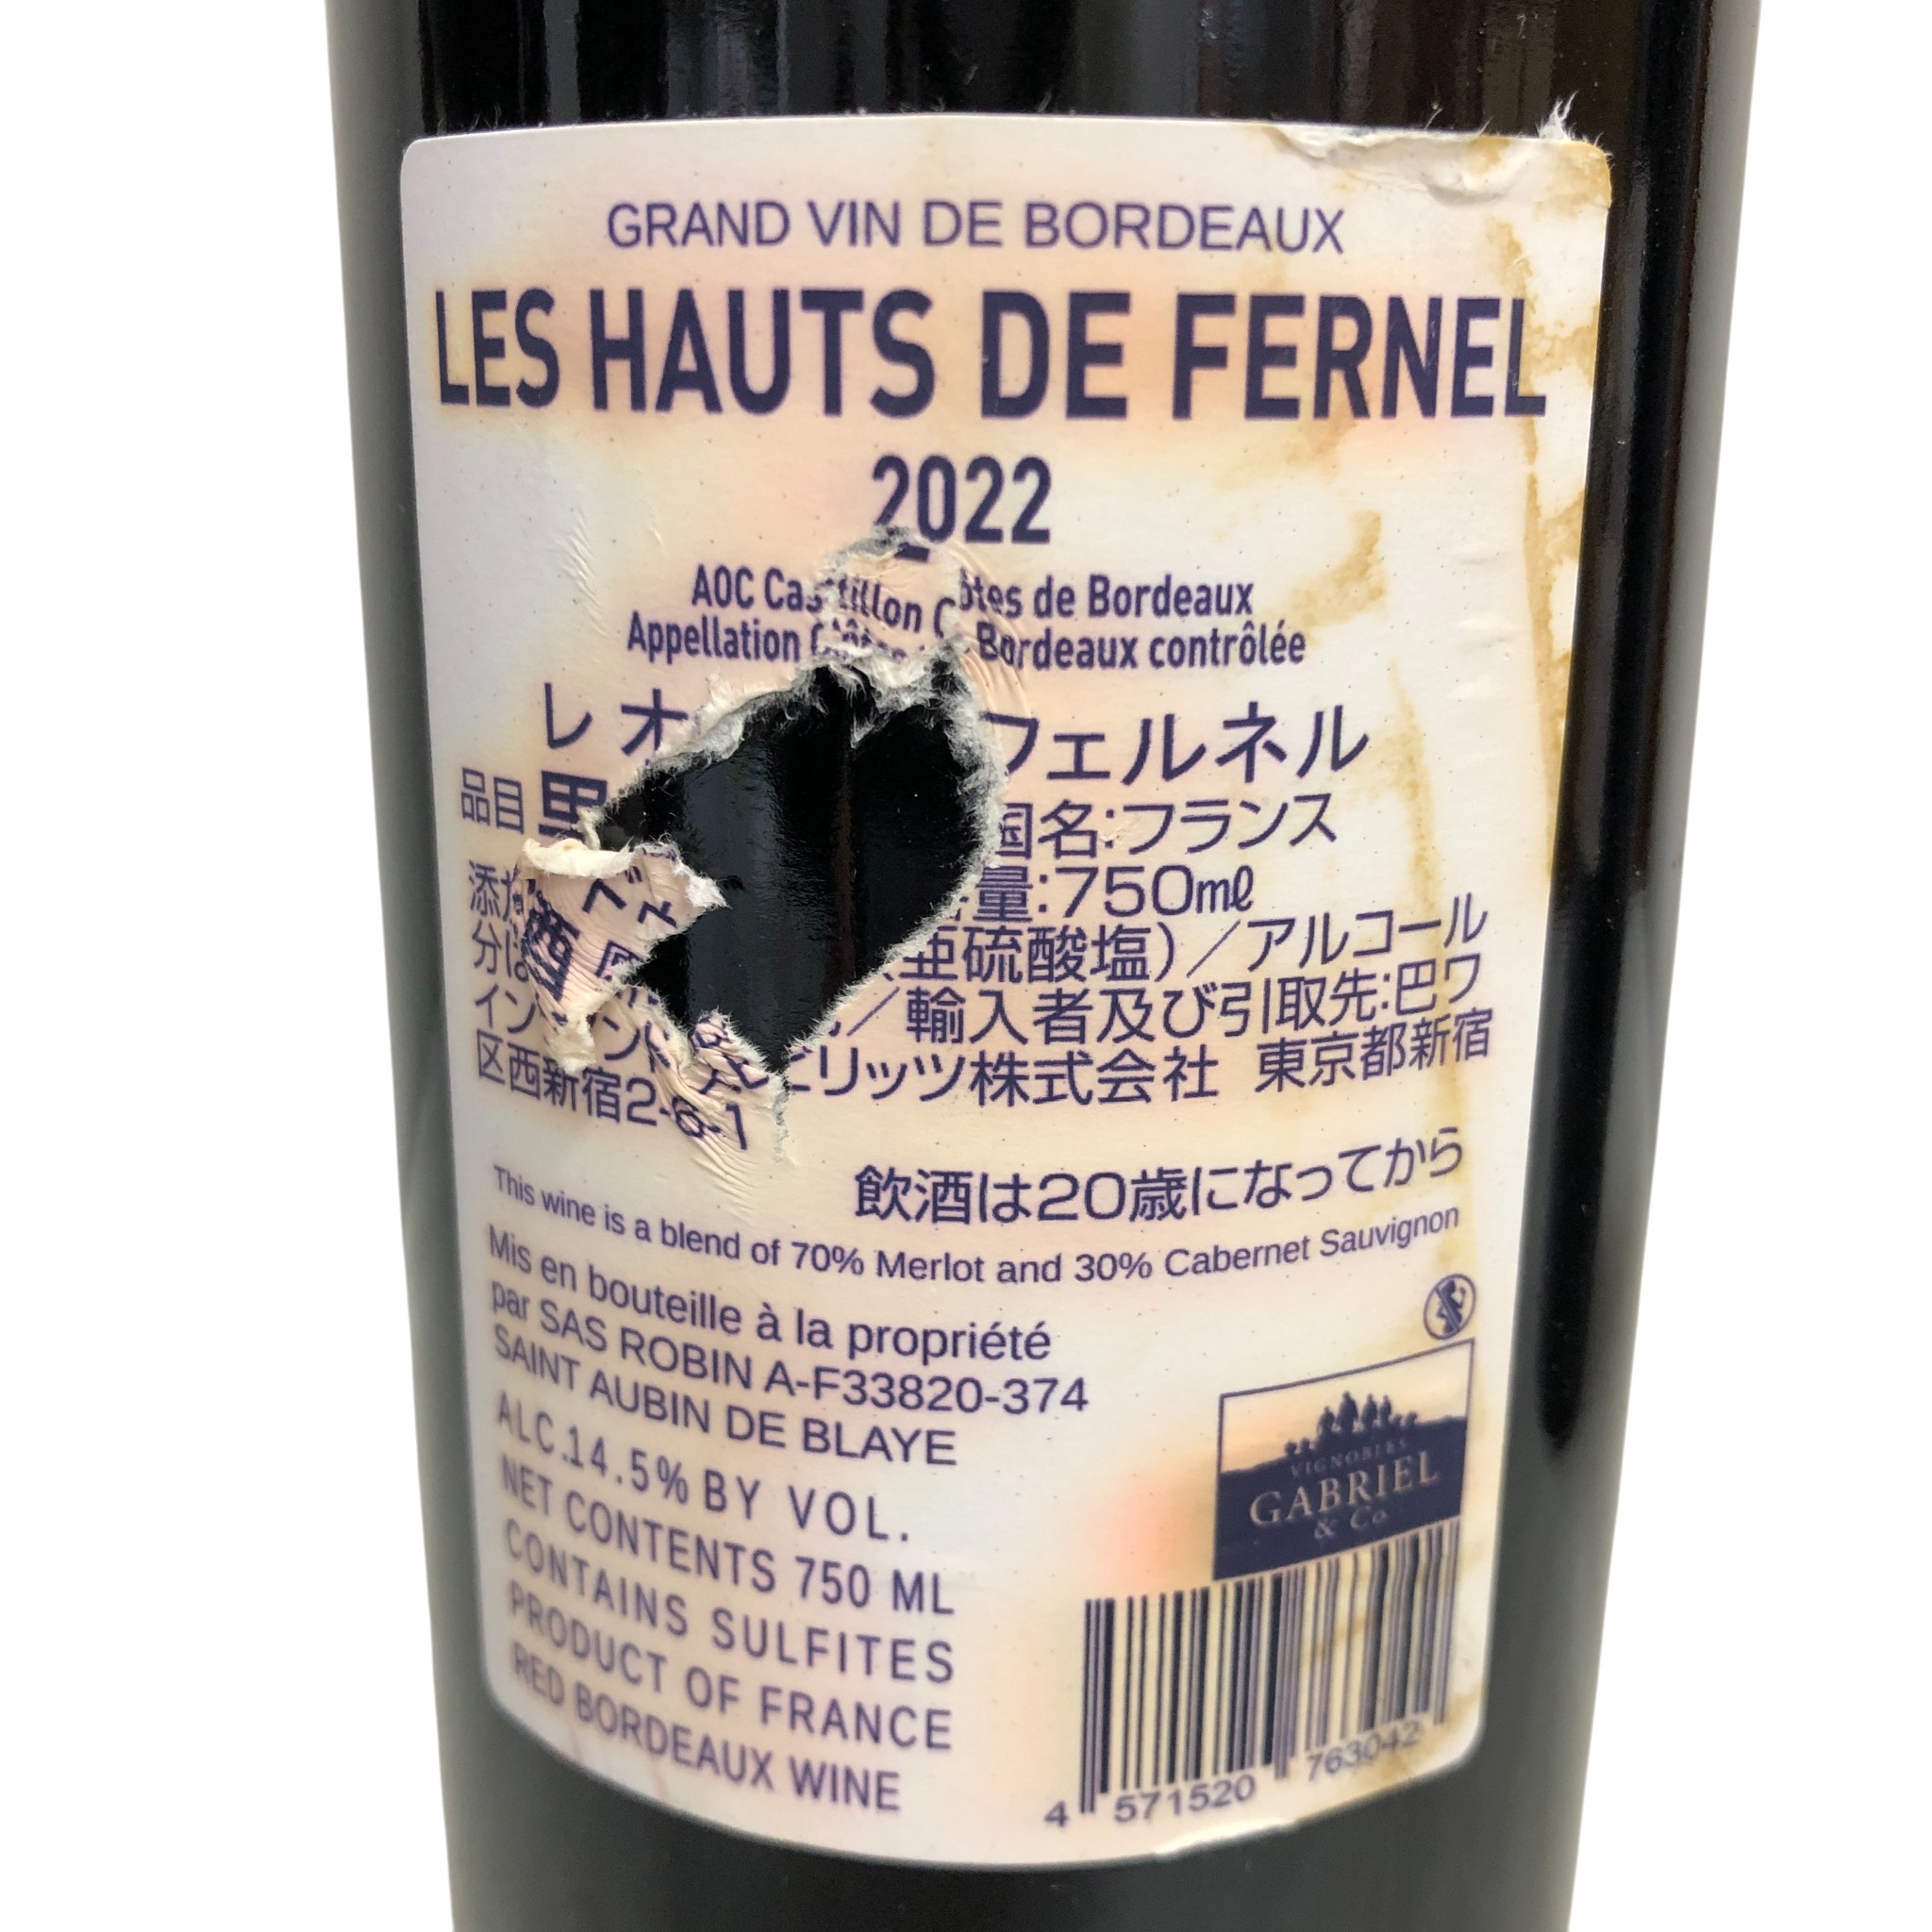 GRAND VIN DE BORDEAUX
LES HAUTS DE FERNEL
2022
AOC Castillon Côtes de Bordeaux
Appellation Côtes Bordeaux contrôlée
レ オ フェルネル
品目 国名:フランス
量:750mℓ
(亜硫酸塩)/アルコール
/輸入者及び引取先:巴ワ
リッツ株式会社 東京都新宿
区西新宿2-6-1
飲酒は20歳になってから
This wine is a blend of 70% Merlot and 30% Cabernet Sauvignon
Mis en bouteille à la propriété
par SAS ROBIN A-F33820-374
SAINT AUBIN DE BLAYE
ALC.14.5% BY VOL.
NET CONTENTS 750 ML
CONTAINS SULFITES
PRODUCT OF FRANCE
RED BORDEAUX WINE
VIGNOBLES
GABRIEL
& Co
4 571520 763042